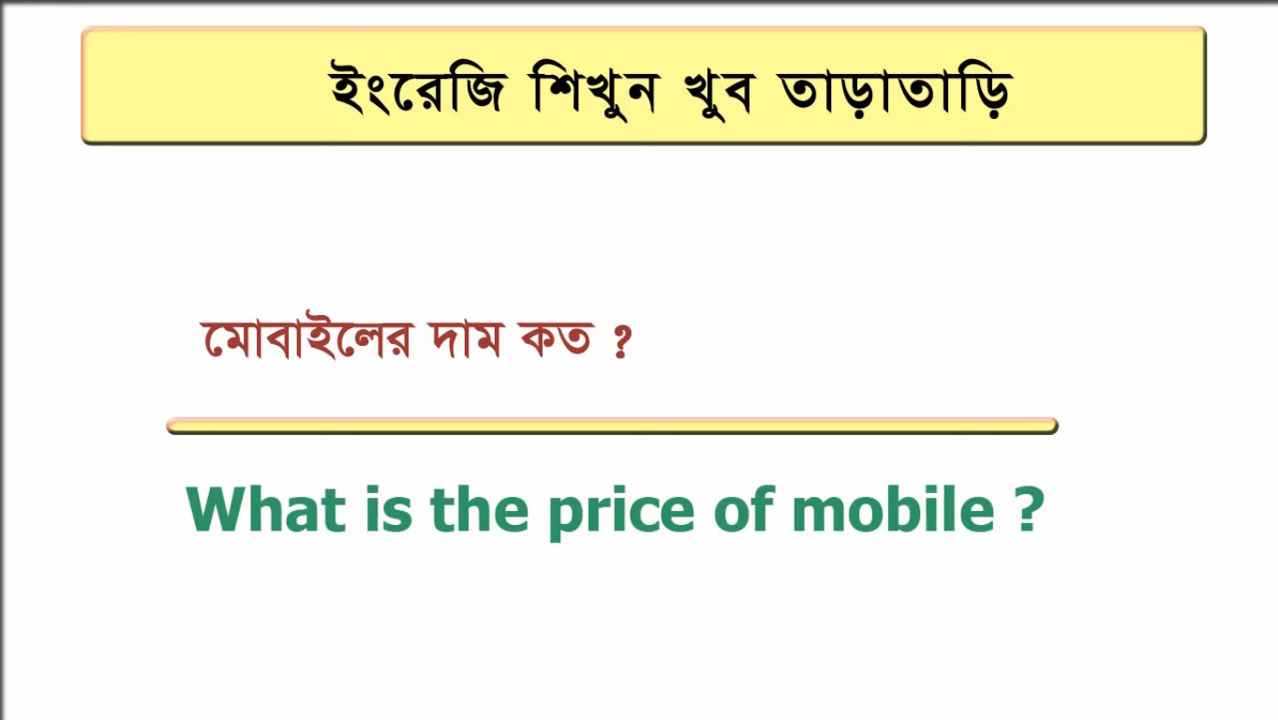 ইংরেজি শিখুন খুব তাড়াতাড়ি
মোবাইলের দাম কত ?
What is the price of mobile ?